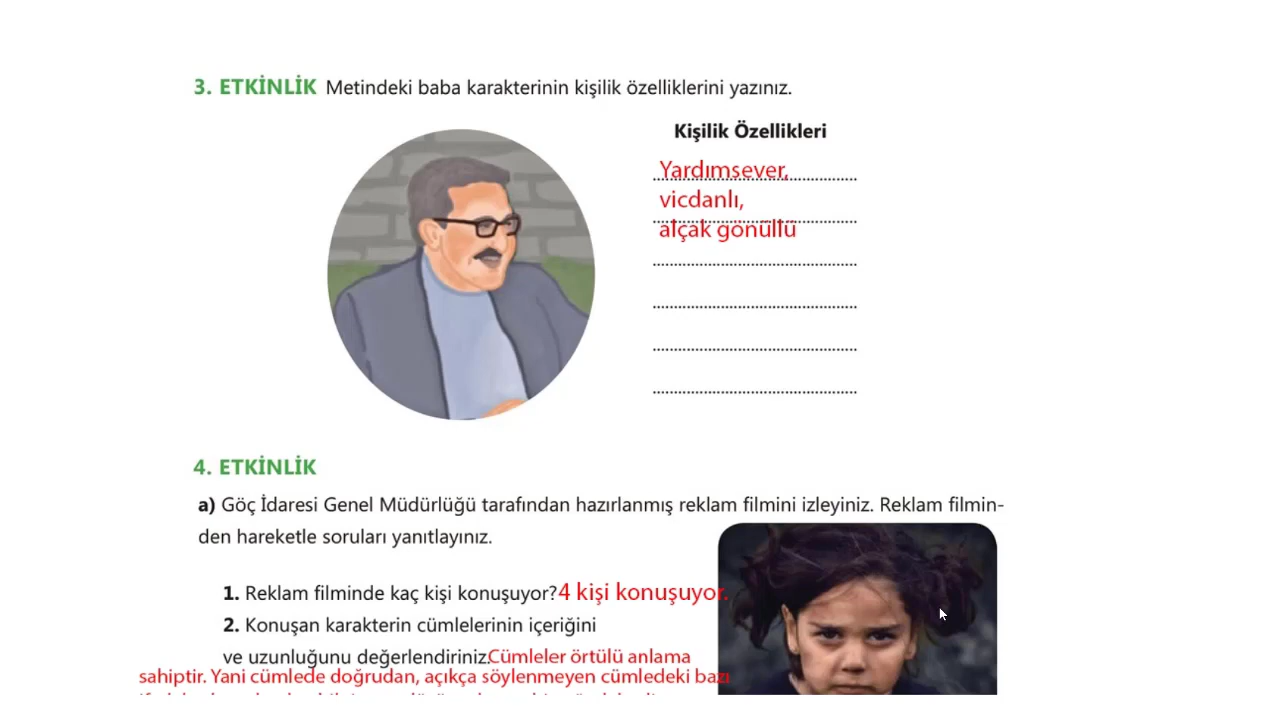 3. ETKİNLİK Metindeki baba karakterinin kişilik özelliklerini yazınız.
Kişilik Özellikleri
Yardımsever,
vicdanlı,
alçak gönüllü
4. ETKİNLİK
a) Göç İdaresi Genel Müdürlüğü tarafından hazırlanmış reklam filmini izleyiniz. Reklam filmin-
den hareketle soruları yanıtlayınız.
1. Reklam filminde kaç kişi konuşuyor?4 kişi konuşuyor.
2. Konuşan karakterin cümlelerinin içeriğini
ve uzunluğunu değerlendiriniz.Cümleler örtülü anlama
sahiptir. Yani cümlede doğrudan, açıkça söylenmeyen cümledeki bazı